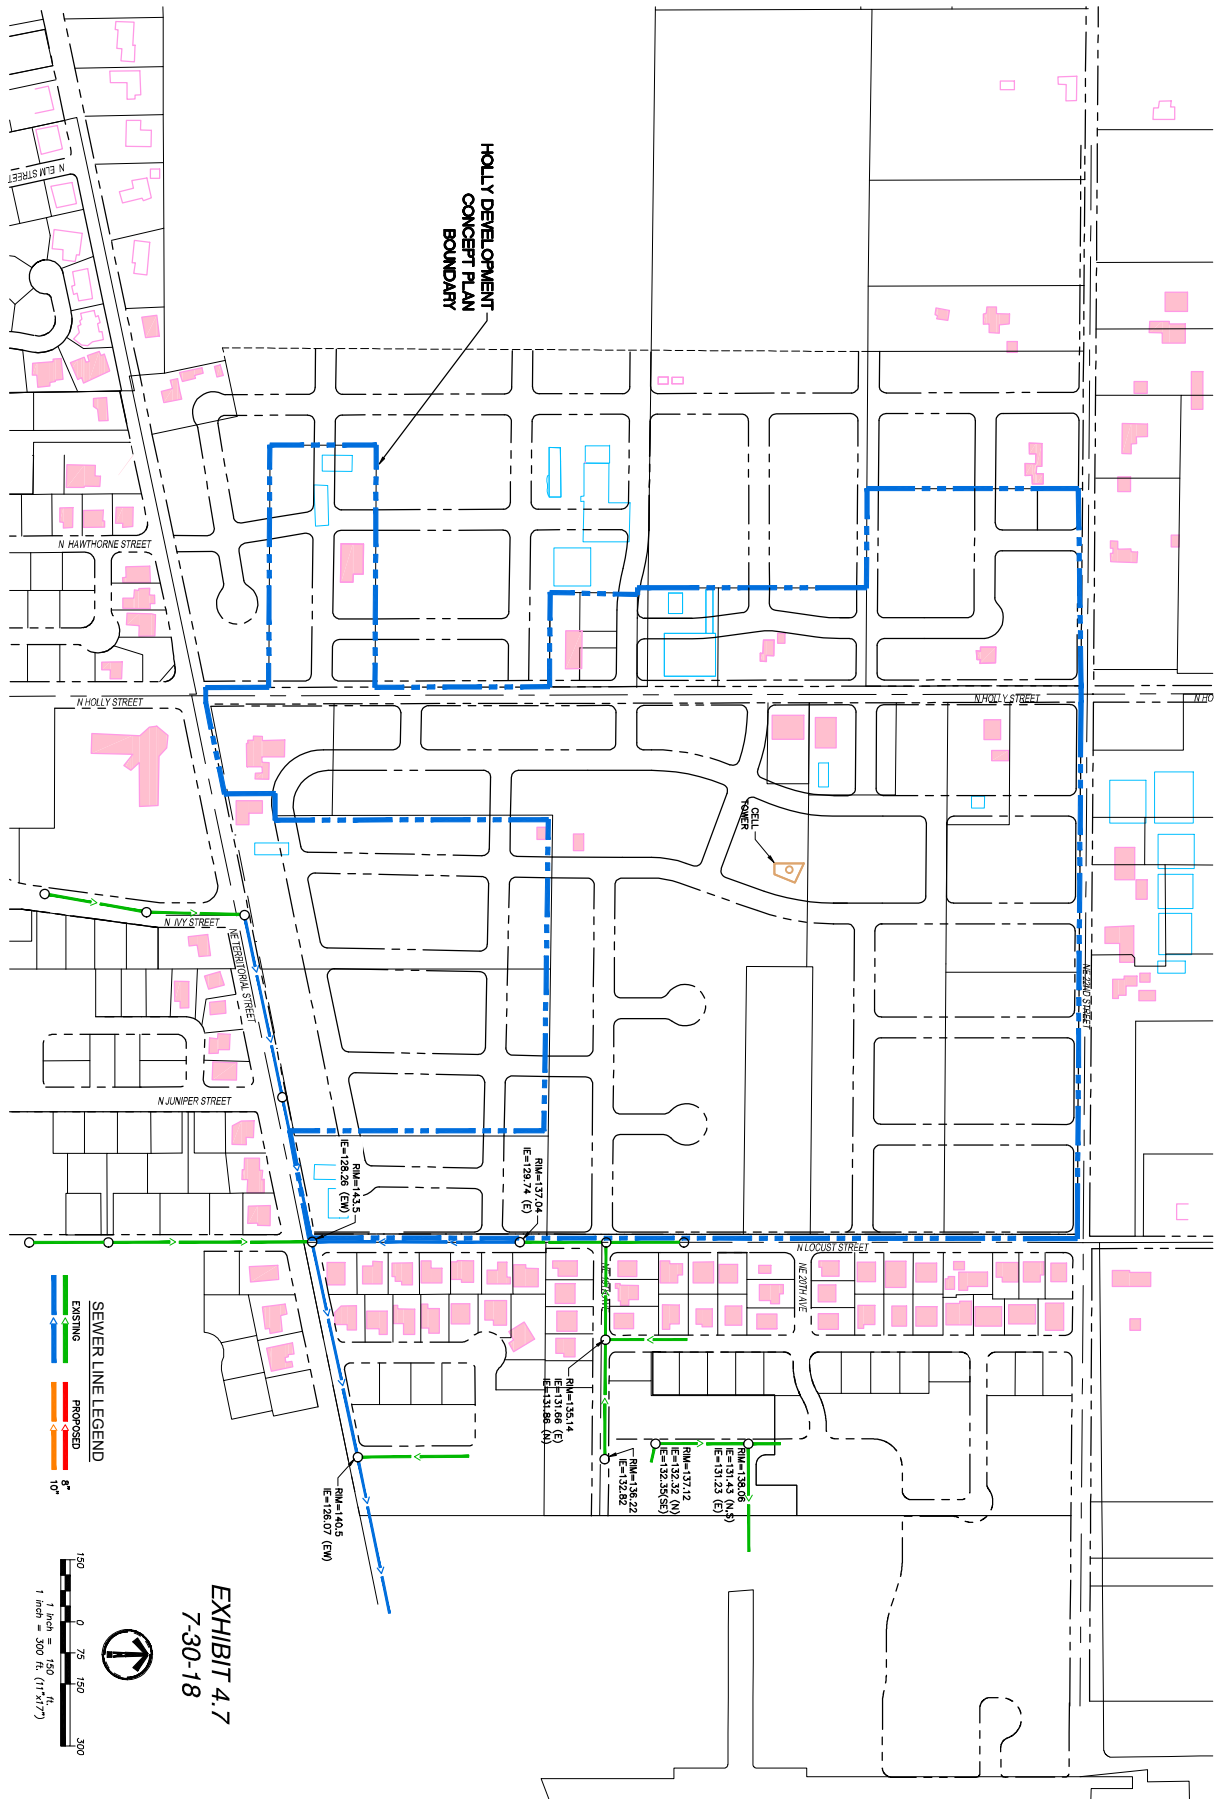 HOLLY DEVELOPMENT
CONCEPT PLAN
BOUNDARY
N ELM STREET
N HAWTHORNE STREET
N HOLLY STREET
N HOLLY STREET
N HO
CELL
TOWER
N IVY STREET
NE TERRITORIAL STREET
NE 22ND STREET
N JUNIPER STREET
RIM=143.5
IE=128.26 (EW)
RIM=137.04
IE=129.74 (E)
N LOCUST STREET
NE 20TH AVE
RIM=135.14
IE=131.66 (E)
IE=131.86 (N)
RIM=136.22
IE=132.82
RIM=137.12
IE=132.32 (N)
IE=132.35(SE)
RIM=138.06
IE=131.43 (N,S)
IE=131.23 (E)
RIM=140.5
IE=126.07 (EW)
SEWER LINE LEGEND
EXISTING
PROPOSED
8"
10"
EXHIBIT 4.7
7-30-18
150
0
75
150
300
1 inch = 150 ft.
1 inch = 300 ft. (11"x17")